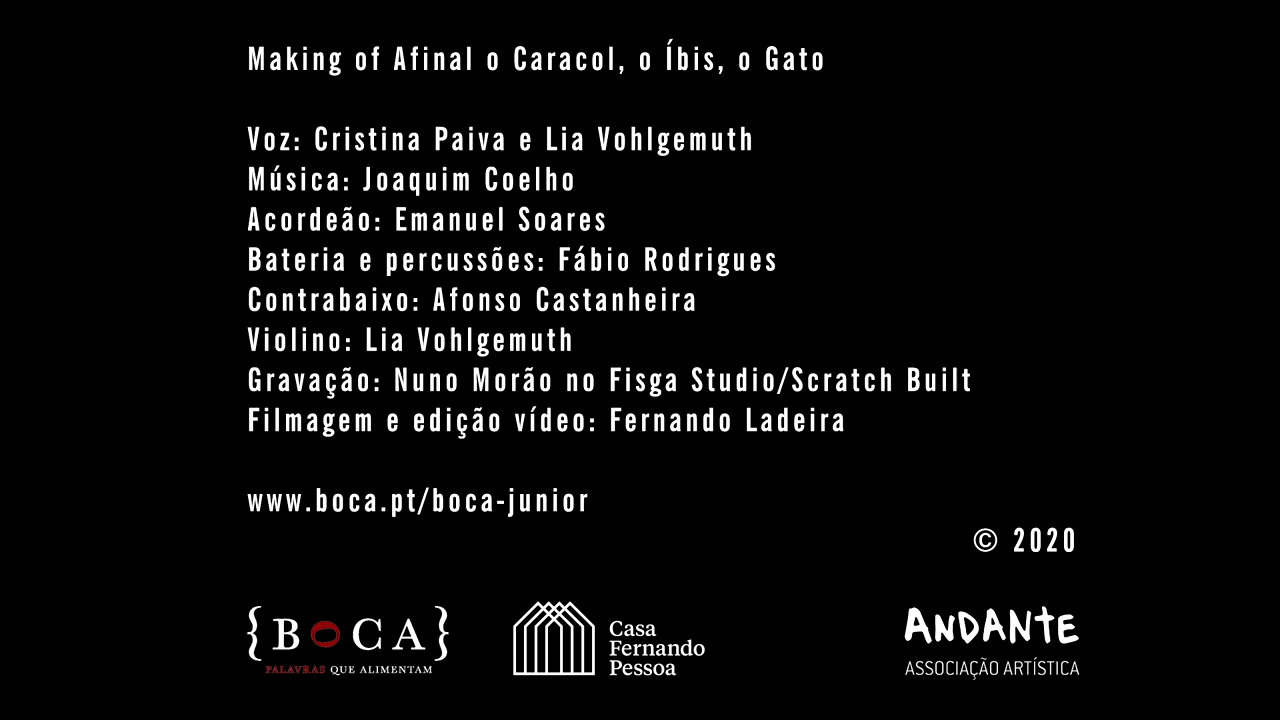 Making of Afinal o Caracol, o Íbis, o Gato
Voz: Cristina Paiva e Lia Vohlgemuth
Música: Joaquim Coelho
Acordeão: Emanuel Soares
Bateria e percussões: Fábio Rodrigues
Contrabaixo: Afonso Castanheira
Violino: Lia Vohlgemuth
Gravação: Nuno Morão no Fisga Studio/Scratch Built
Filmagem e edição vídeo: Fernando Ladeira
www.boca.pt/boca-junior
© 2020
{BOCA}
PALAVRAS QUE ALIMENTAM
Casa
Fernando
Pessoa
ANDANTE
ASSOCIAÇÃO ARTÍSTICA